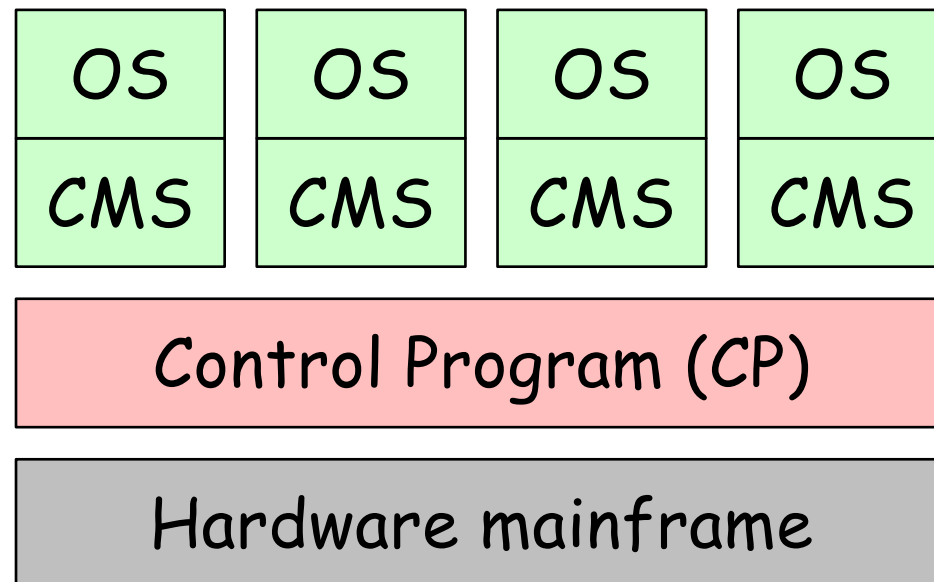 OS OS OS OS
CMS CMS CMS CMS
Control Program (CP)
Hardware mainframe